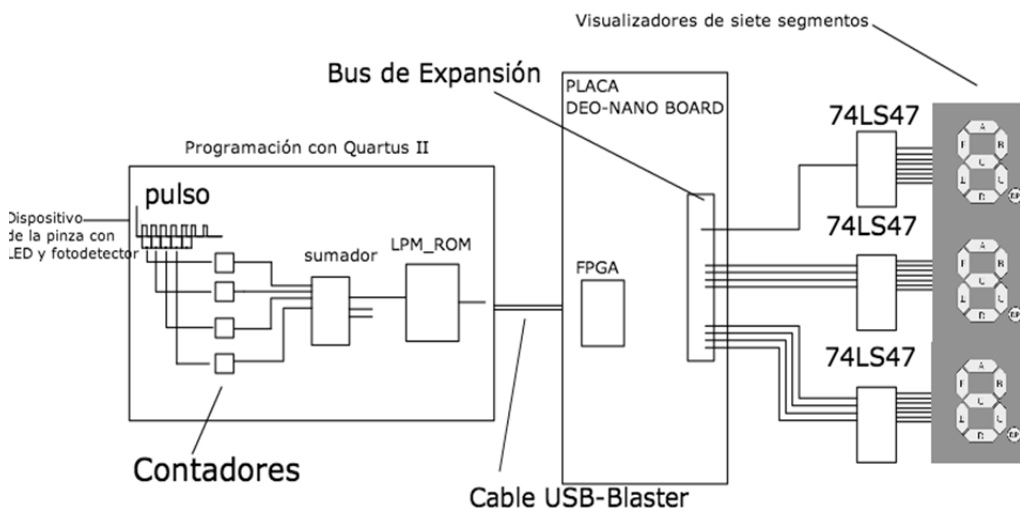 Visualizadores de siete segmentos
Bus de Expansión
PLACA
DEO-NANO BOARD
74LS47
Programación con Quartus II
pulso
Dispositivo
de la pinza con
LED y fotodetector
sumador
LPM_ROM
FPGA
74LS47
74LS47
Contadores
Cable USB-Blaster